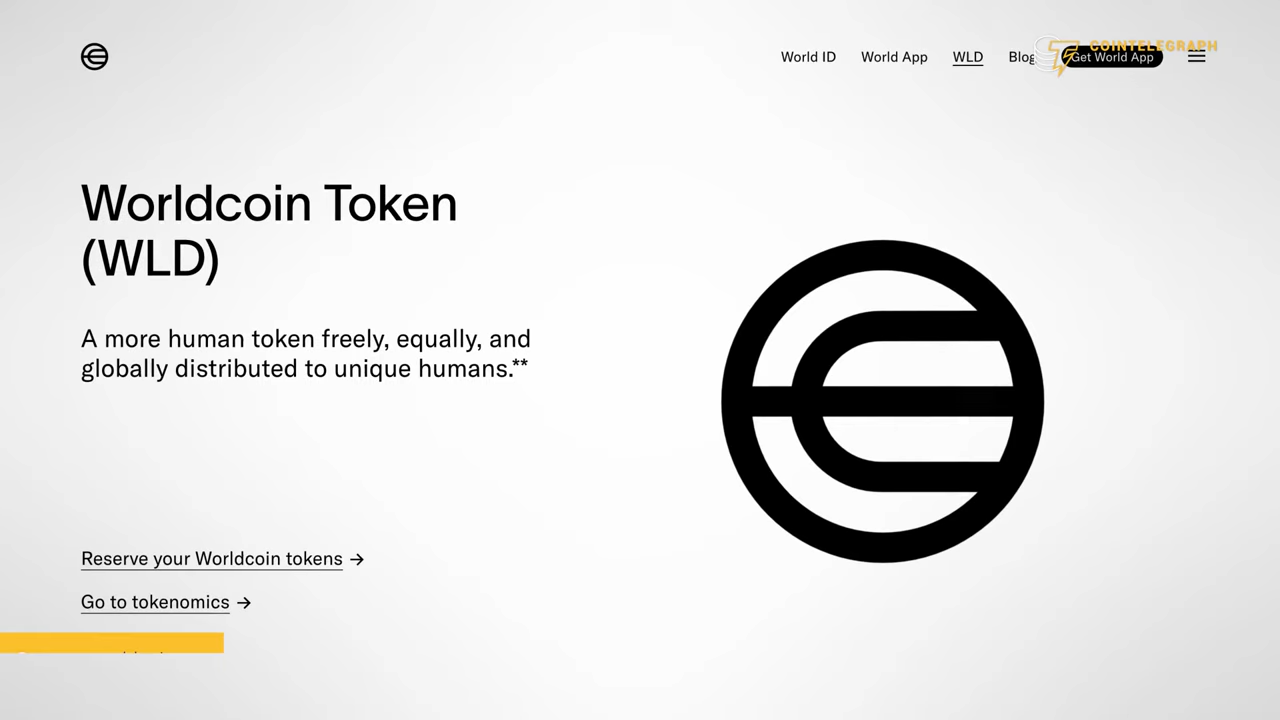 World ID World App WLD Blog Get World App
COINTELEGRAPH
Worldcoin Token
(WLD)
A more human token freely, equally, and
globally distributed to unique humans.**
Reserve your Worldcoin tokens →
Go to tokenomics →